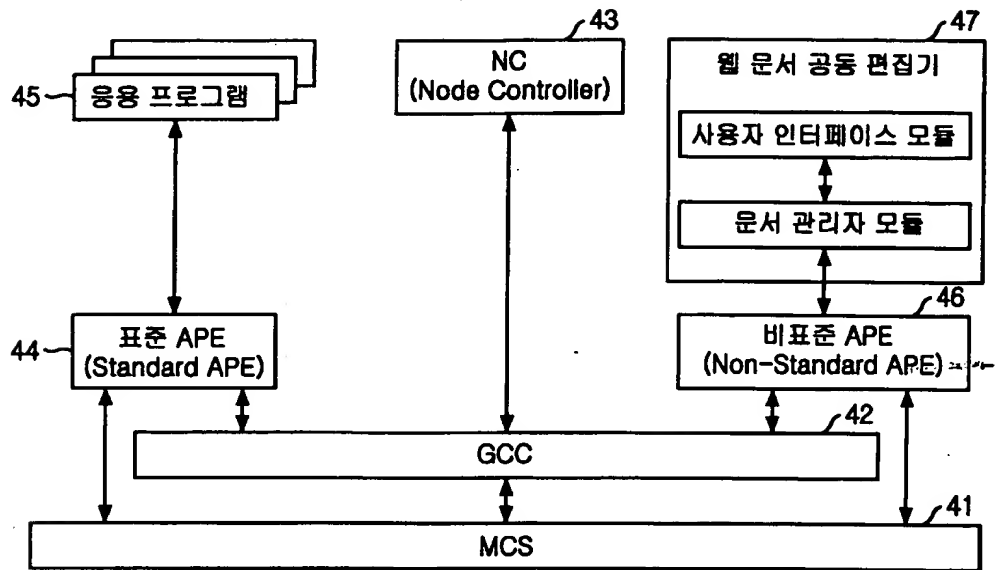 43
47
NC
(Node Controller)
웹 문서 공동 편집기
45
응용 프로그램
사용자 인터페이스 모듈
문서 관리자 모듈
46
44
표준 APE
(Standard APE)
비표준 APE
(Non-Standard APE)
42
GCC
41
MCS